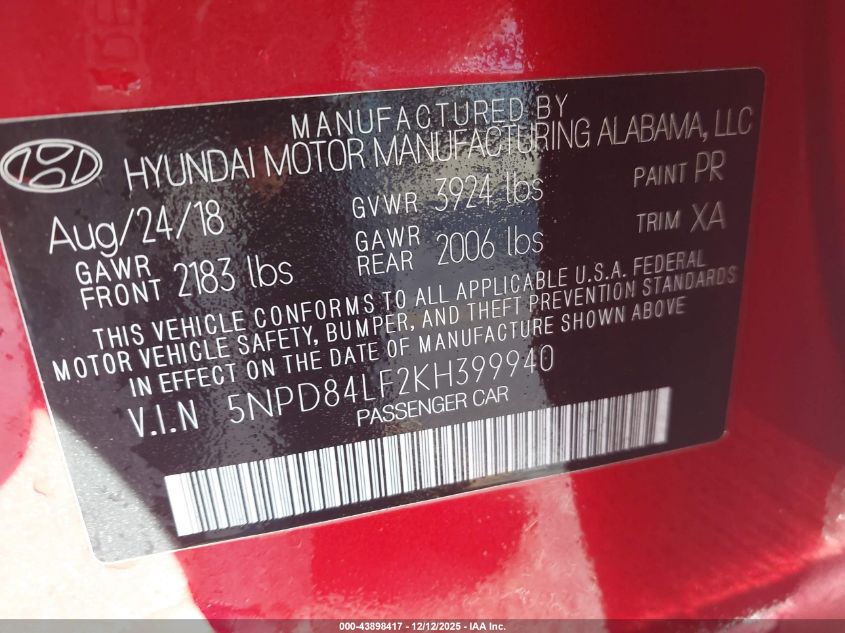 MANUFACTURED BY
HYUNDAI MOTOR MANUFACTURING ALABAMA, LLC
Aug/24/18 GVWR 3924 lbs PAINT PR
GAWR FRONT 2183 lbs GAWR REAR 2006 lbs TRIM XA
THIS VEHICLE CONFORMS TO ALL APPLICABLE U.S.A. FEDERAL
MOTOR VEHICLE SAFETY, BUMPER, AND THEFT PREVENTION STANDARDS
IN EFFECT ON THE DATE OF MANUFACTURE SHOWN ABOVE
V.I.N 5NPD84LF2KH399940
PASSENGER CAR
000-43898417 - 12/12/2025 - IAA Inc.